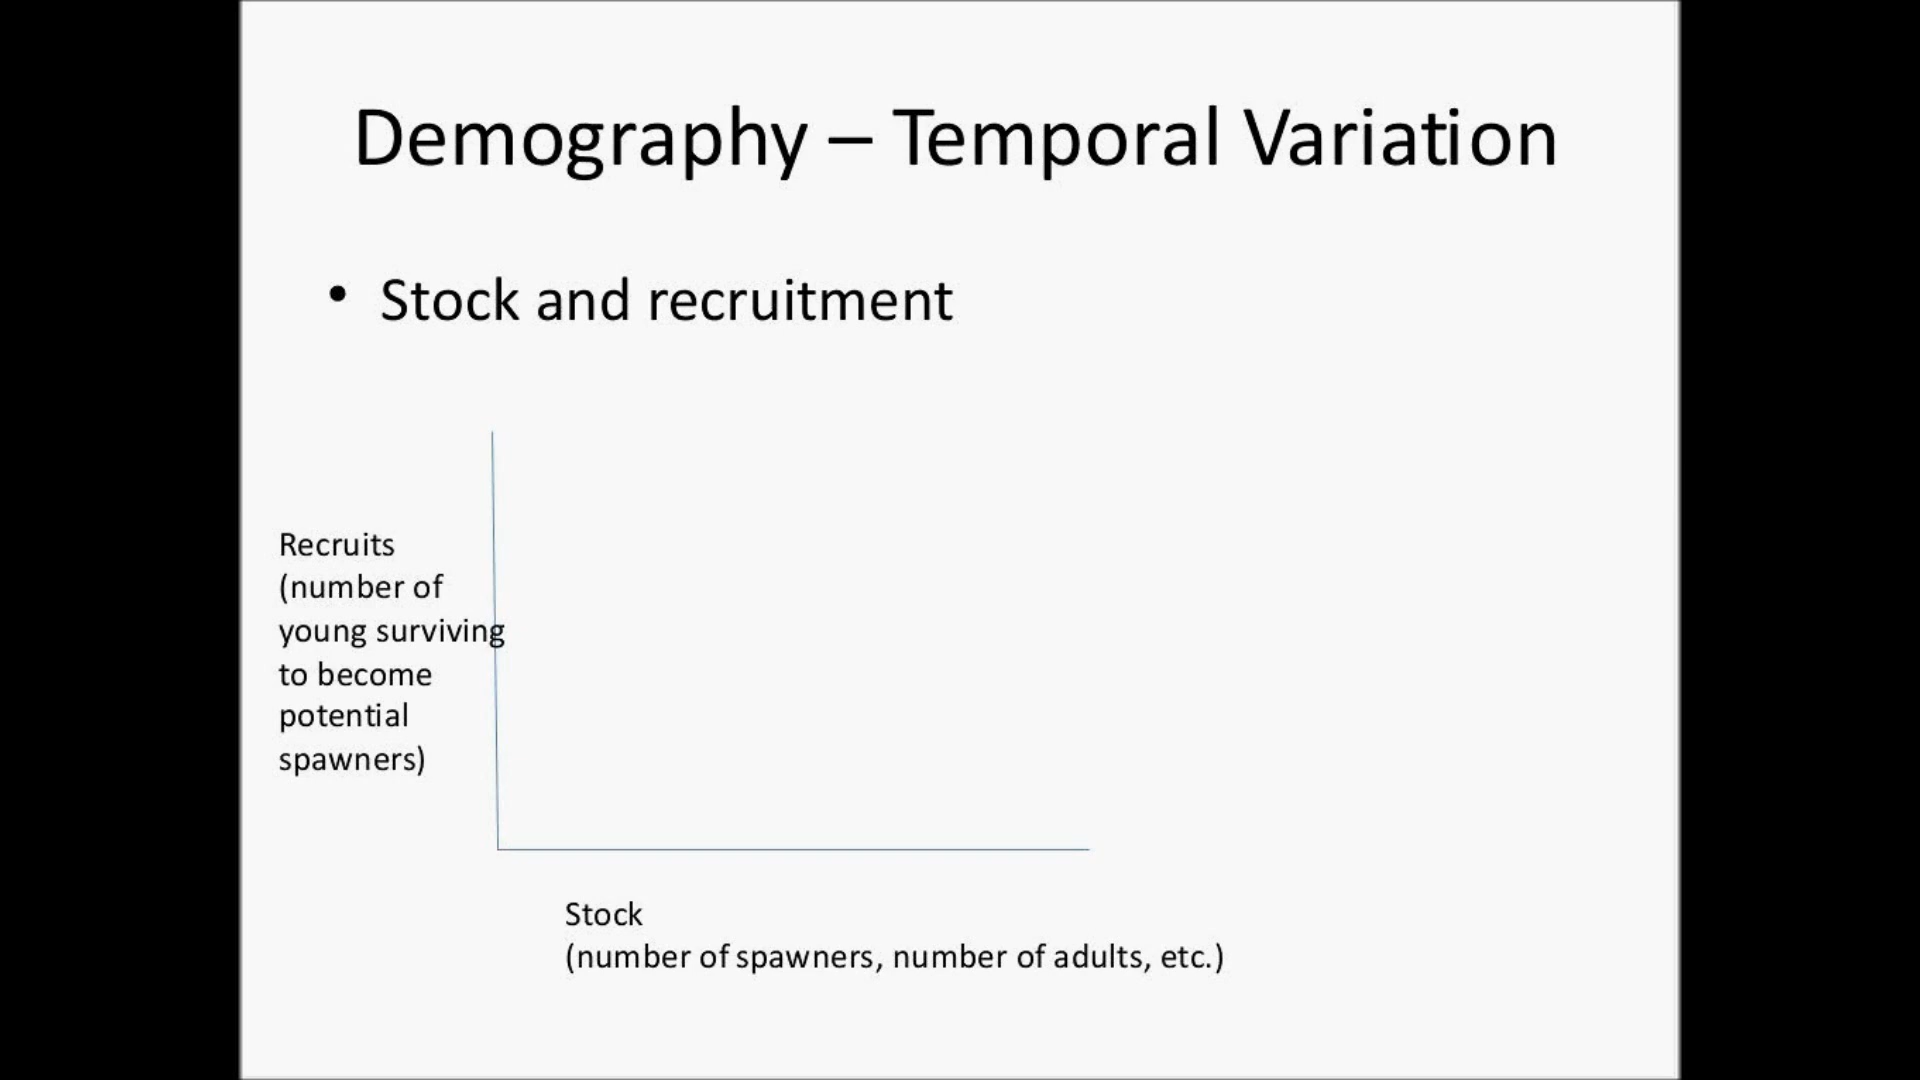 Demography – Temporal Variation
• Stock and recruitment
Recruits
(number of
young surviving
to become
potential
spawners)
Stock
(number of spawners, number of adults, etc.)